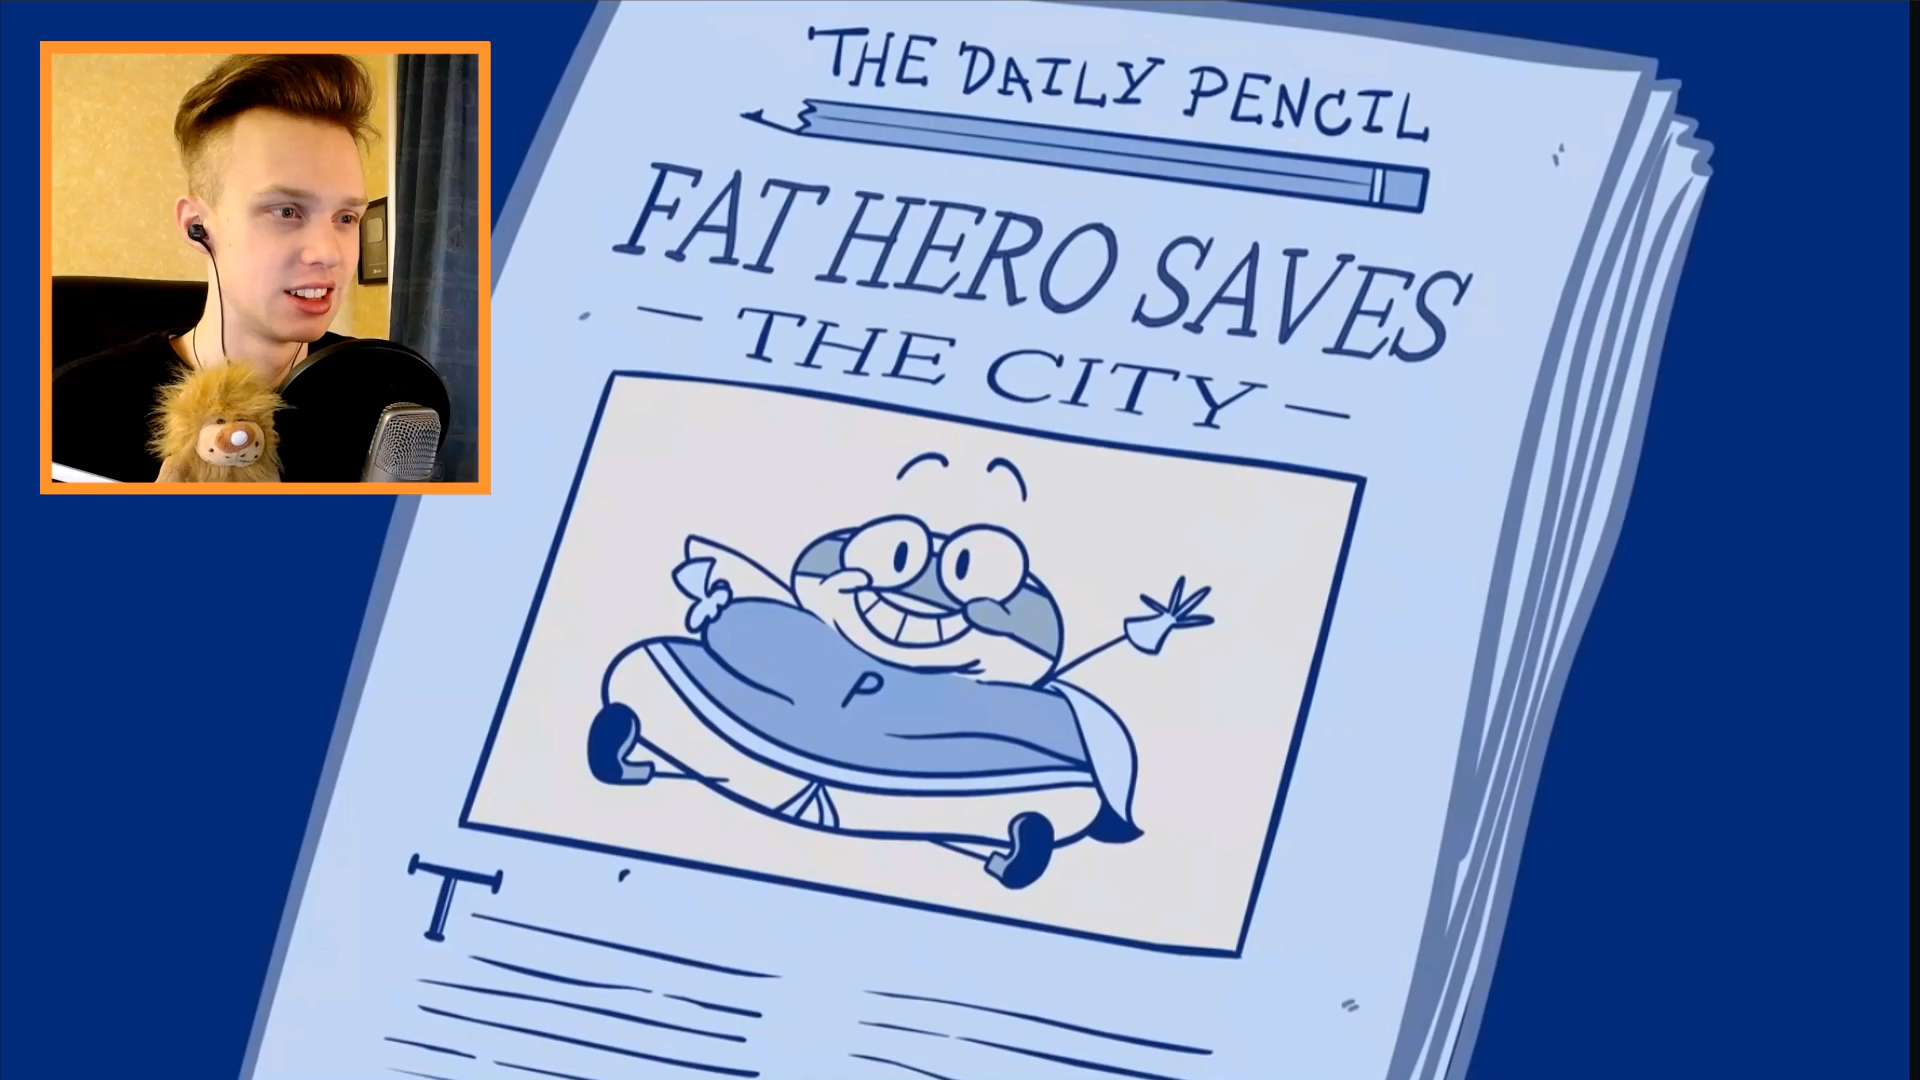 THE DAILY PENCIL
FAT HERO SAVES
- THE CITY -
P
T